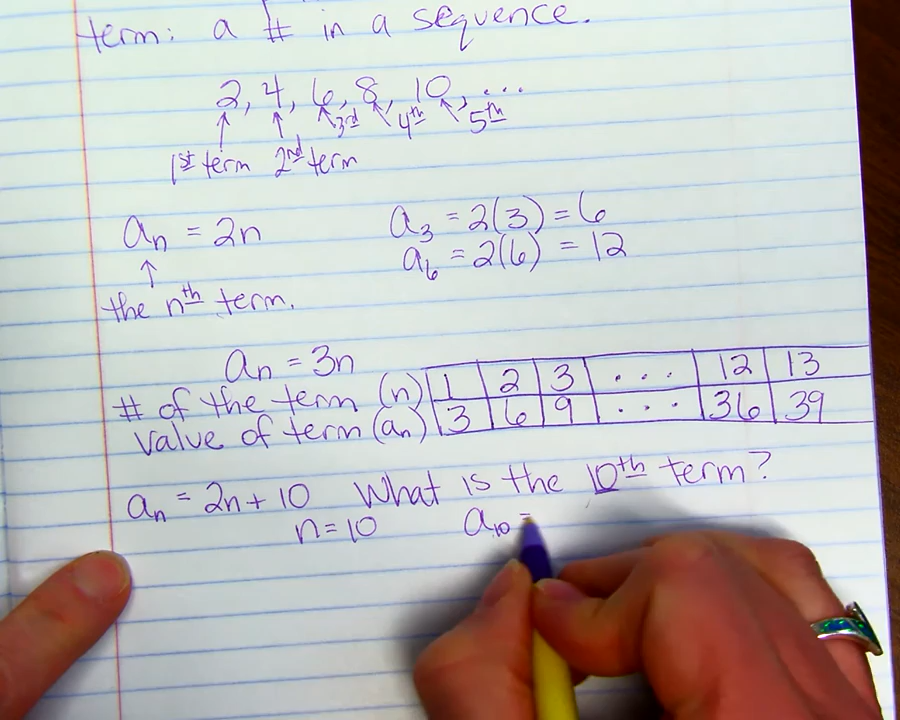 term: a # in a sequence.
2, 4, 6, 8, 10, ...
3rd 4th 5th
1st term 2nd term
an = 2n a3 = 2(3) = 6
a6 = 2(6) = 12
↑
the nth term.
an = 3n
# of the term (n) 1 2 3 ... 12 13
value of term (an) 3 6 9 ... 36 39
an = 2n + 10 What is the 10th term?
n = 10 a10 =